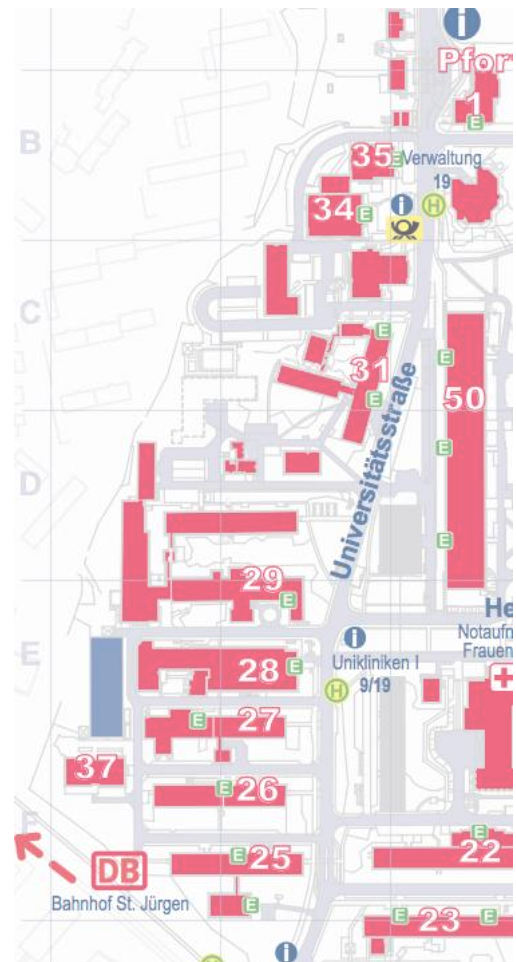 i
Pfor
1
E
B
35
E
Verwaltung
19
34
E
i
H
C
31
E
E
50
E
E
E
Universitätsstraße
D
29
E
He
Notaufn
Frauen
i
E
28
E
Unikliniken I
9/19
H
27
E
37
26
E
F
22
E
25
E
DB
Bahnhof St. Jürgen
E
23
E
E
i